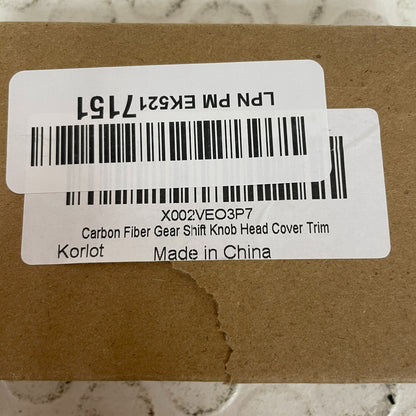 LPN PM EK5217151
X002VEO3P7
Carbon Fiber Gear Shift Knob Head Cover Trim
Korlot Made in China